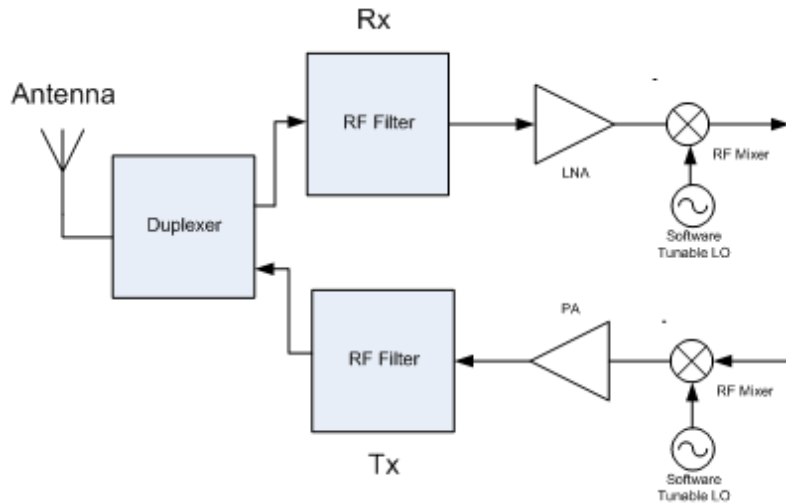 Rx
Antenna
RF Filter
LNA
RF Mixer
Software
Tunable LO
Duplexer
PA
RF Filter
RF Mixer
Tx
Software
Tunable LO